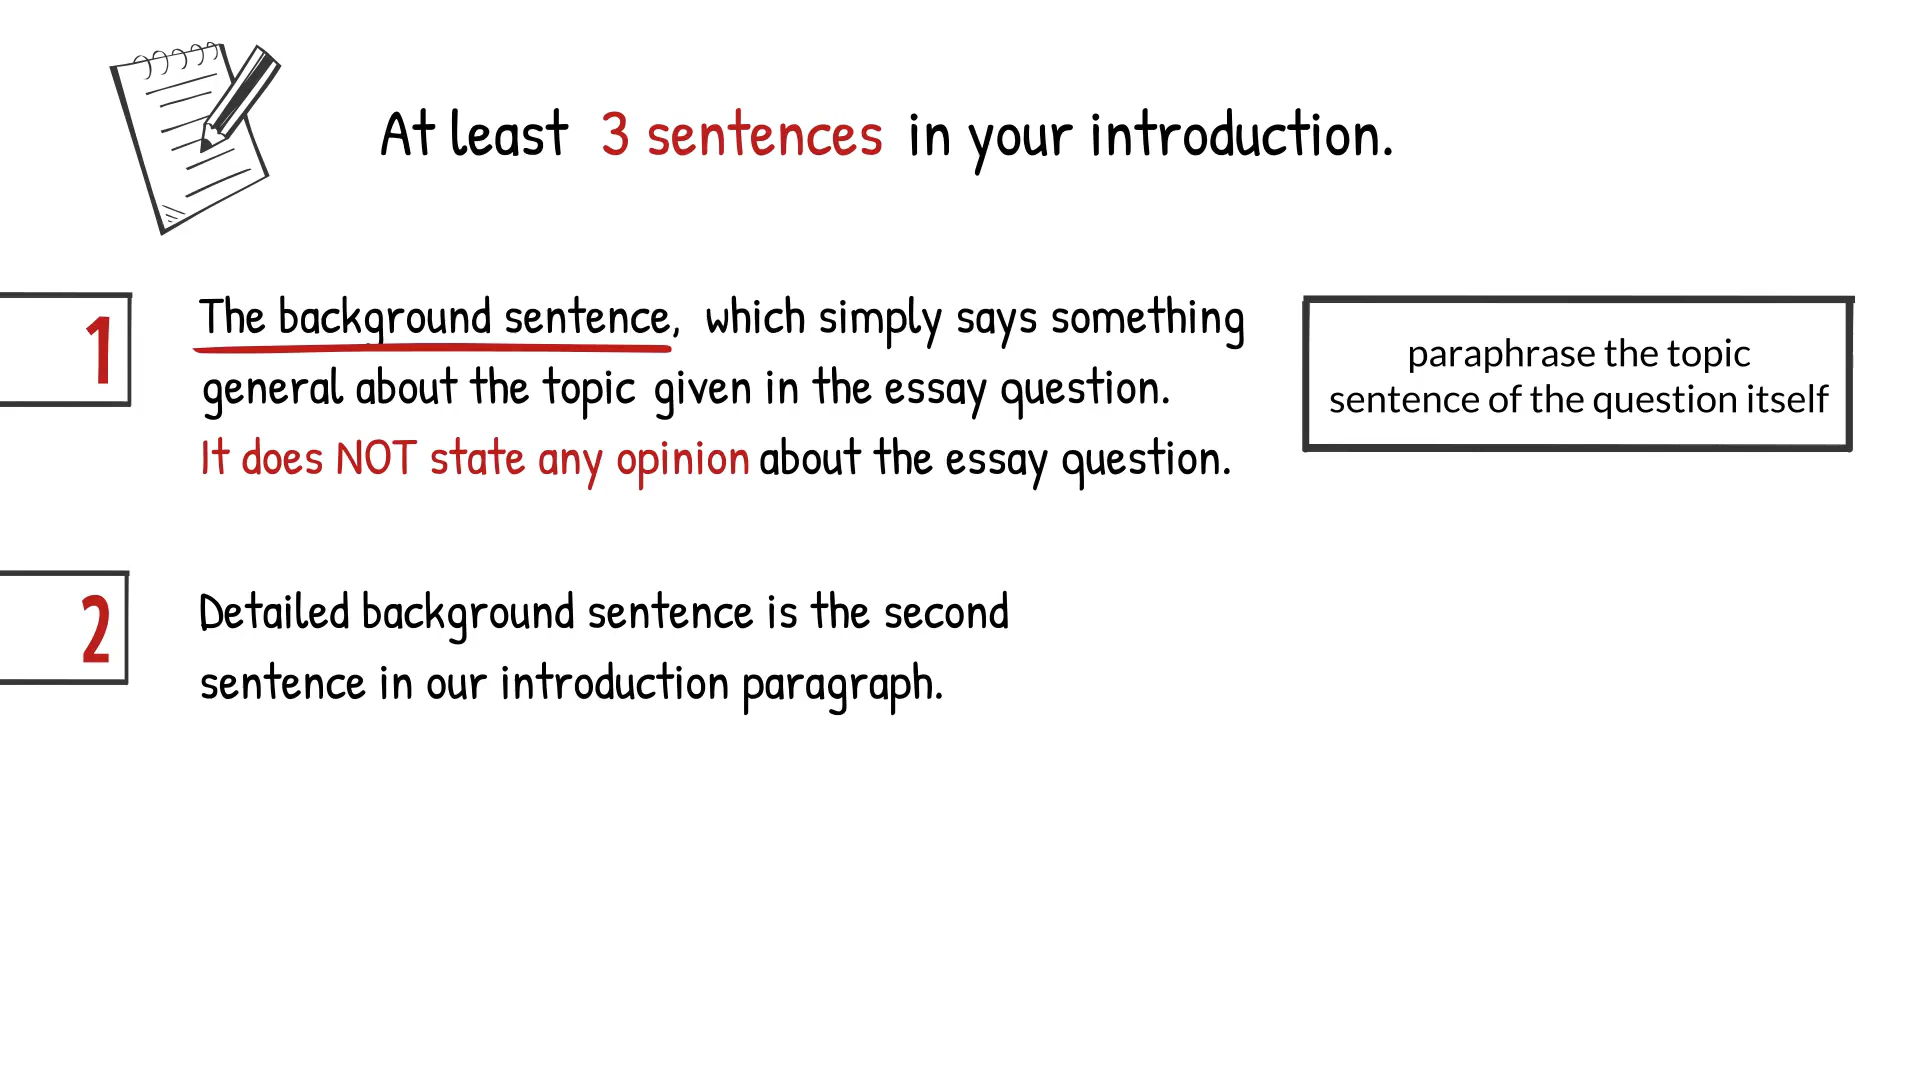 At least 3 sentences in your introduction.
1
The background sentence, which simply says something
general about the topic given in the essay question.
It does NOT state any opinion about the essay question.
paraphrase the topic
sentence of the question itself
2
Detailed background sentence is the second
sentence in our introduction paragraph.